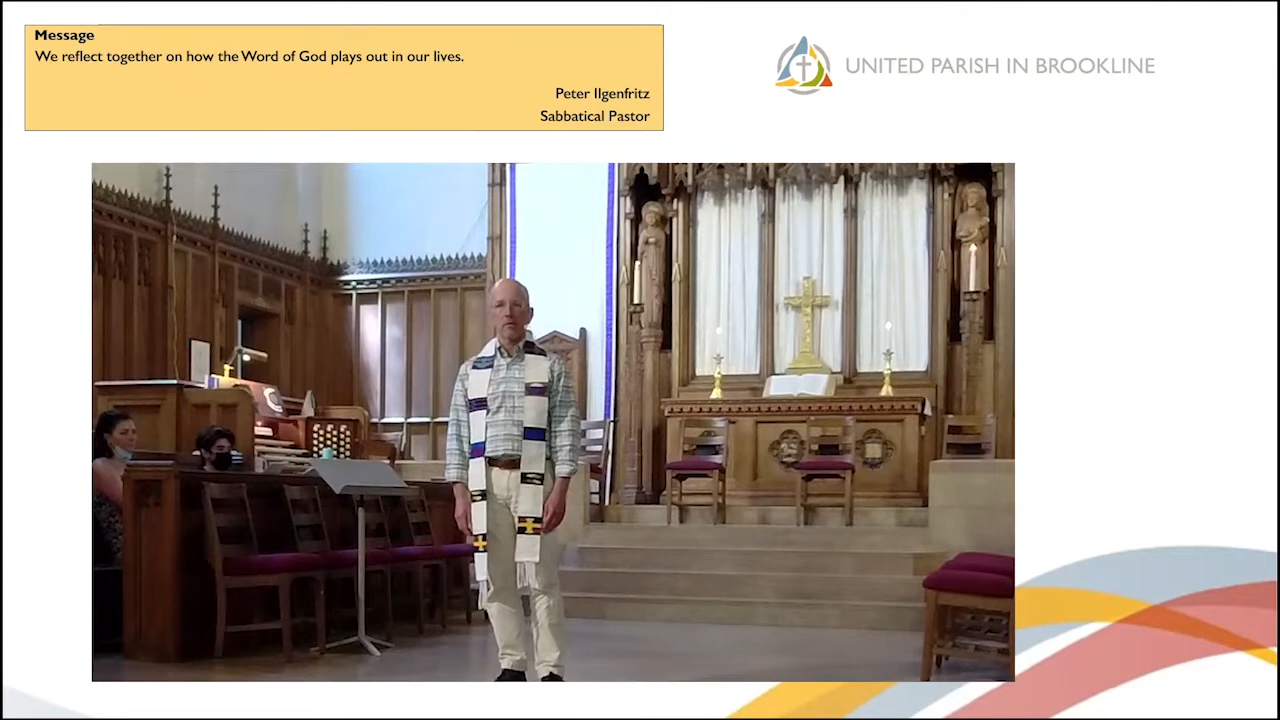 Message
We reflect together on how the Word of God plays out in our lives.
Peter Ilgenfritz
Sabbatical Pastor
UNITED PARISH IN BROOKLINE